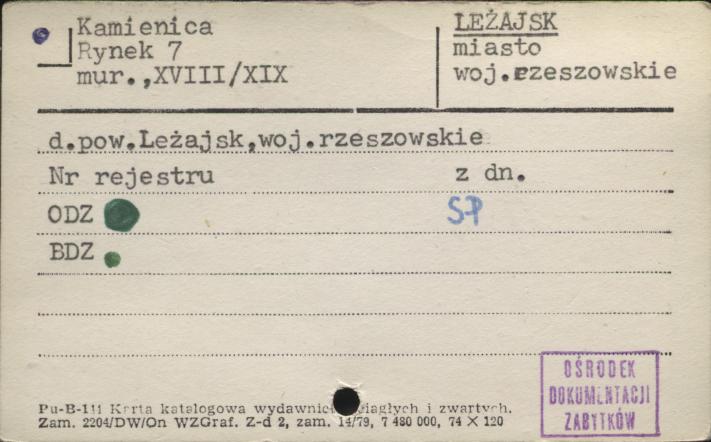 Kamienica
Rynek 7
mur.,XVIII/XIX
LEŻAJSK
miasto
woj.rzeszowskie
d.pow.Leżajsk,woj.rzeszowskie
Nr rejestru z dn.
ODZ SP
BDZ
OŚRODEK
DOKUMENTACJI
ZABYTKÓW
Pu-B-111 Karta katalogowa wydawnictw ciągłych i zwartych.
Zam. 2204/DW/On WZGraf. Z-d 2, zam. 14/79, 7 480 000, 74 × 120